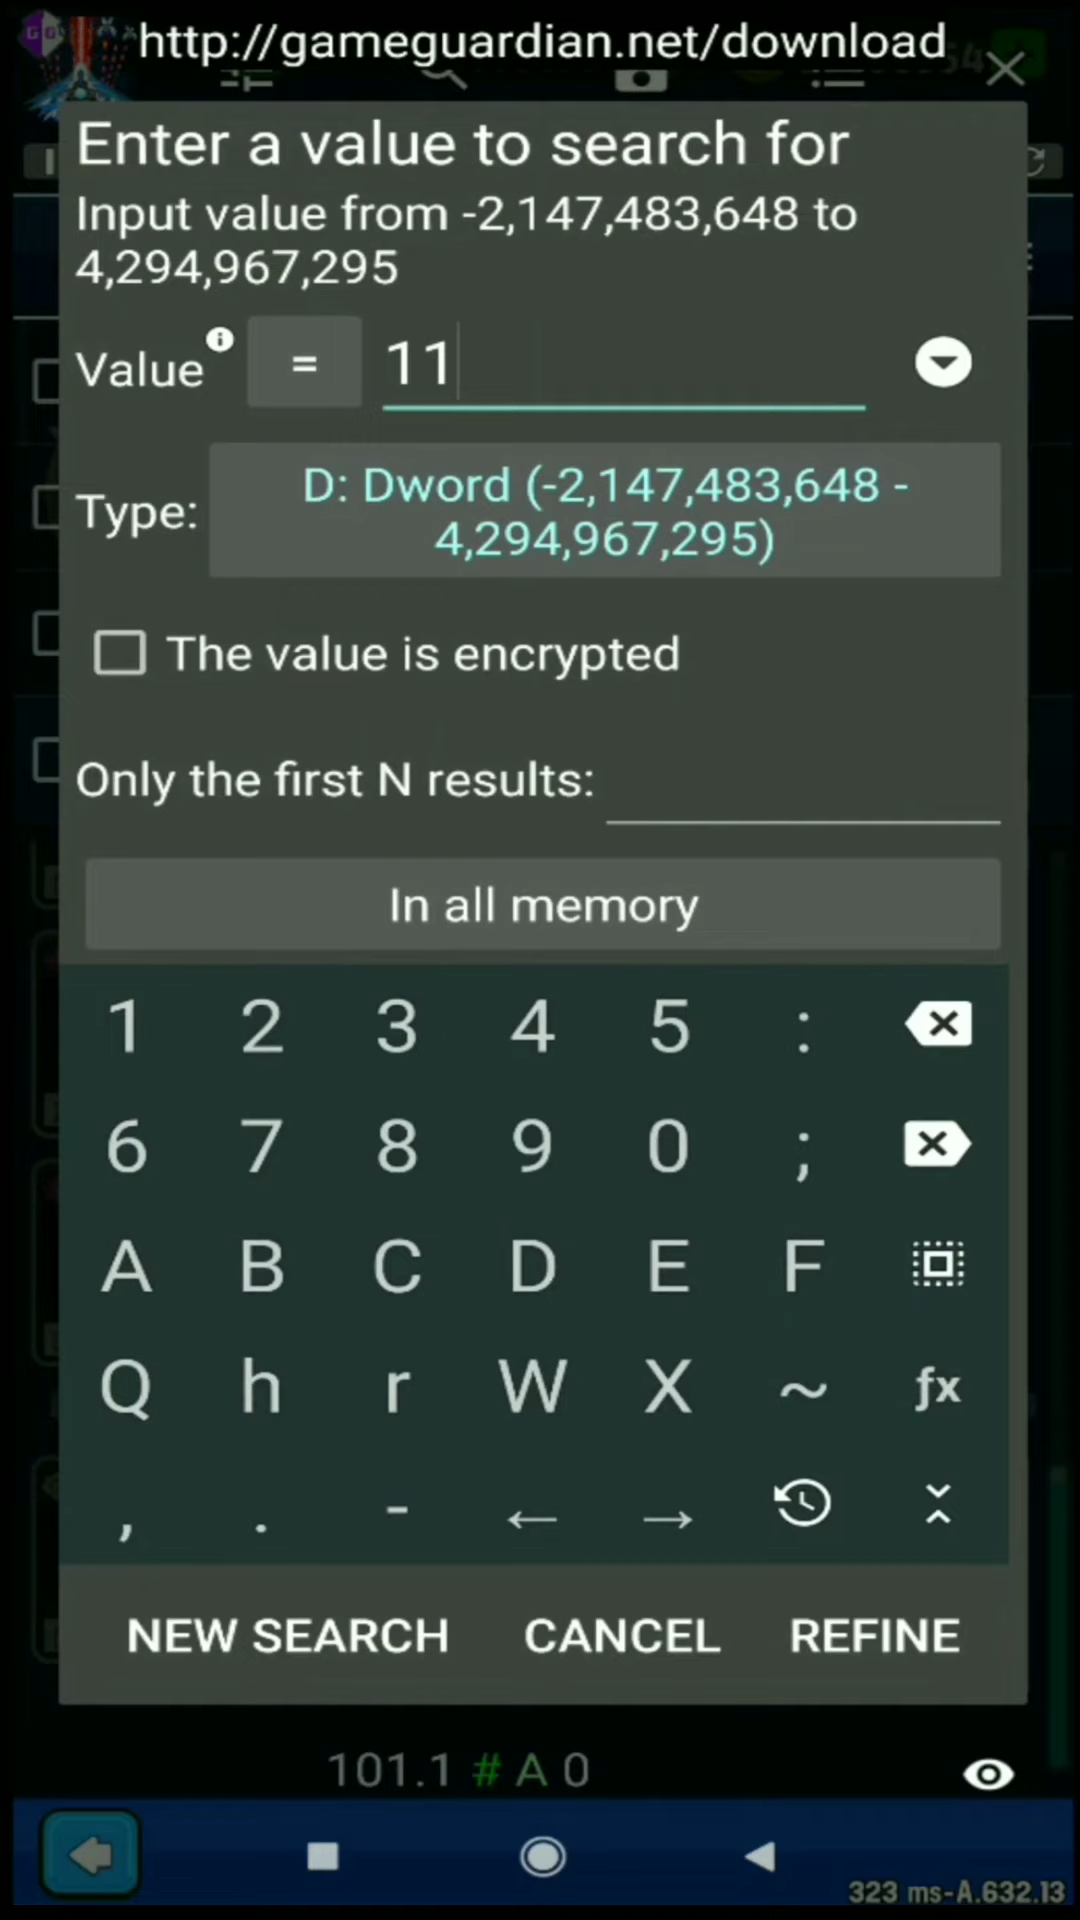 http://gameguardian.net/download
Enter a value to search for
Input value from -2,147,483,648 to
4,294,967,295
Value = 11
Type: D: Dword (-2,147,483,648 -
4,294,967,295)
The value is encrypted
Only the first N results:
In all memory
1 2 3 4 5 :
6 7 8 9 0 ;
A B C D E F
Q h r W X ~ ƒx
, . - ← →
NEW SEARCH CANCEL REFINE
101.1 # A 0
323 ms-A.632.13